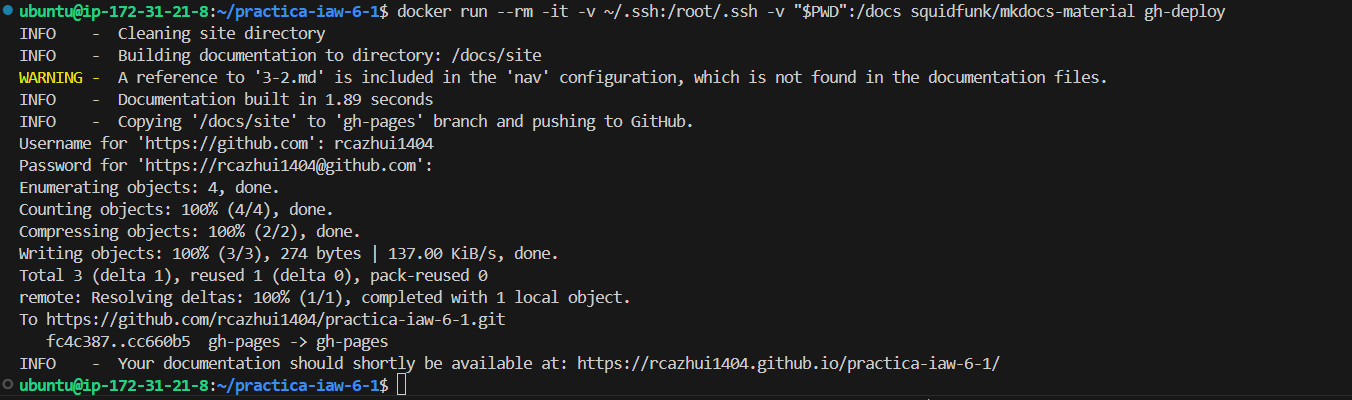 ubuntu@ip-172-31-21-8:~/practica-iaw-6-1$ docker run --rm -it -v ~/.ssh:/root/.ssh -v "$PWD":/docs squidfunk/mkdocs-material gh-deploy
INFO    -  Cleaning site directory
INFO    -  Building documentation to directory: /docs/site
WARNING -  A reference to '3-2.md' is included in the 'nav' configuration, which is not found in the documentation files.
INFO    -  Documentation built in 1.89 seconds
INFO    -  Copying '/docs/site' to 'gh-pages' branch and pushing to GitHub.
Username for 'https://github.com': rcazhui1404
Password for 'https://rcazhui1404@github.com':
Enumerating objects: 4, done.
Counting objects: 100% (4/4), done.
Compressing objects: 100% (2/2), done.
Writing objects: 100% (3/3), 274 bytes | 137.00 KiB/s, done.
Total 3 (delta 1), reused 1 (delta 0), pack-reused 0
remote: Resolving deltas: 100% (1/1), completed with 1 local object.
To https://github.com/rcazhui1404/practica-iaw-6-1.git
   fc4c387..cc660b5  gh-pages -> gh-pages
INFO    -  Your documentation should shortly be available at: https://rcazhui1404.github.io/practica-iaw-6-1/
ubuntu@ip-172-31-21-8:~/practica-iaw-6-1$